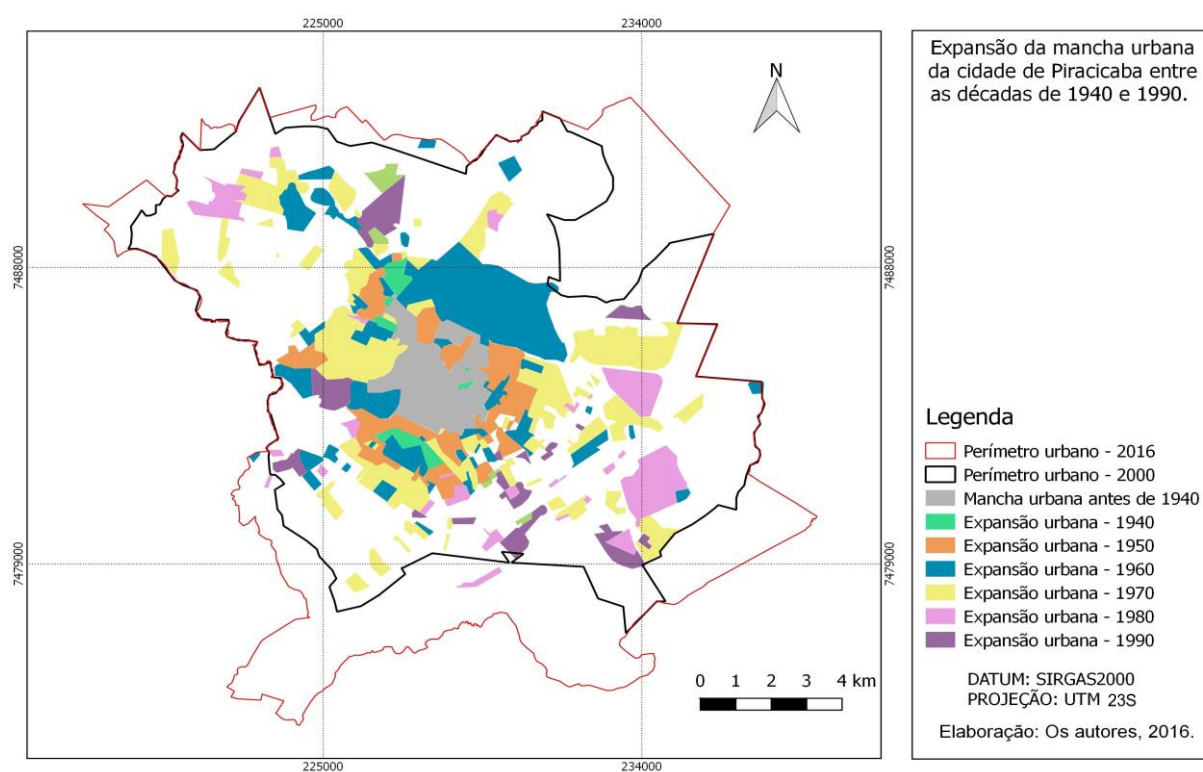 225000
234000
N
7488000
7488000
7479000
7479000
0 1 2 3 4 km
225000
234000
Expansão da mancha urbana
da cidade de Piracicaba entre
as décadas de 1940 e 1990.
Legenda
Perímetro urbano - 2016
Perímetro urbano - 2000
Mancha urbana antes de 1940
Expansão urbana - 1940
Expansão urbana - 1950
Expansão urbana - 1960
Expansão urbana - 1970
Expansão urbana - 1980
Expansão urbana - 1990
DATUM: SIRGAS2000
PROJEÇÃO: UTM 23S
Elaboração: Os autores, 2016.